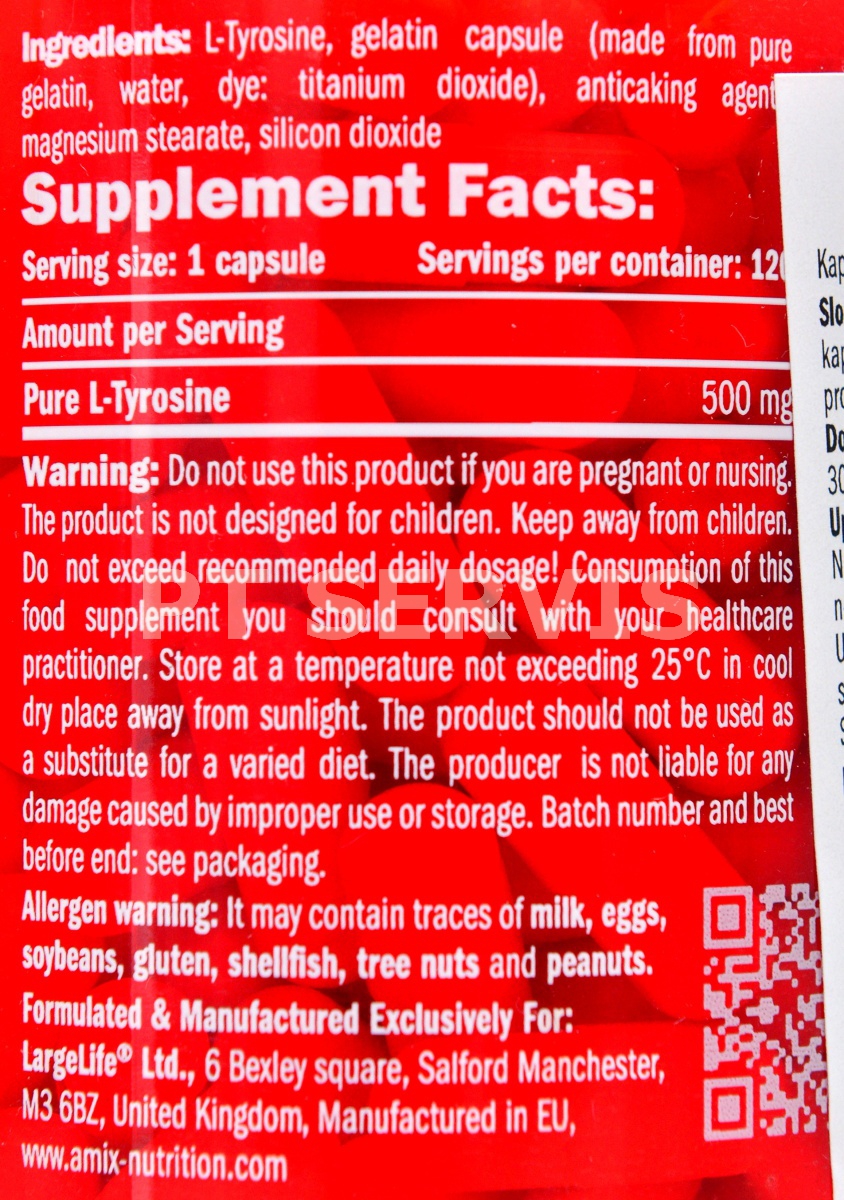 Ingredients: L-Tyrosine, gelatin capsule (made from pure
gelatin, water, dye: titanium dioxide), anticaking agent
magnesium stearate, silicon dioxide
Supplement Facts:
Serving size: 1 capsule Servings per container: 120
Amount per Serving
Pure L-Tyrosine 500 mg
Warning: Do not use this product if you are pregnant or nursing.
The product is not designed for children. Keep away from children.
Do not exceed recommended daily dosage! Consumption of this
food supplement you should consult with your healthcare
practitioner. Store at a temperature not exceeding 25°C in cool
dry place away from sunlight. The product should not be used as
a substitute for a varied diet. The producer is not liable for any
damage caused by improper use or storage. Batch number and best
before end: see packaging.
Allergen warning: It may contain traces of milk, eggs,
soybeans, gluten, shellfish, tree nuts and peanuts.
Formulated & Manufactured Exclusively For:
LargeLife® Ltd., 6 Bexley square, Salford Manchester,
M3 6BZ, United Kingdom, Manufactured in EU,
www.amix-nutrition.com
PT SERVIS